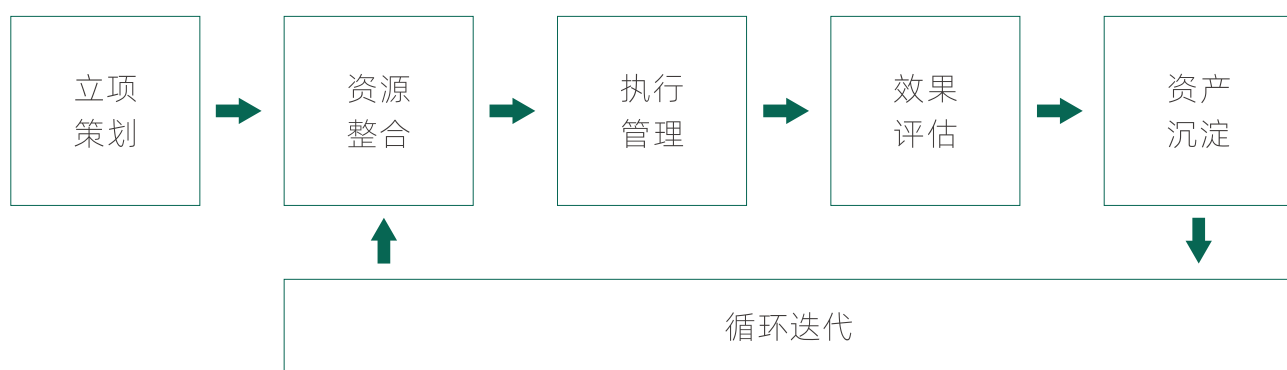 立项
策划
资源
整合
执行
管理
效果
评估
资产
沉淀
循环迭代